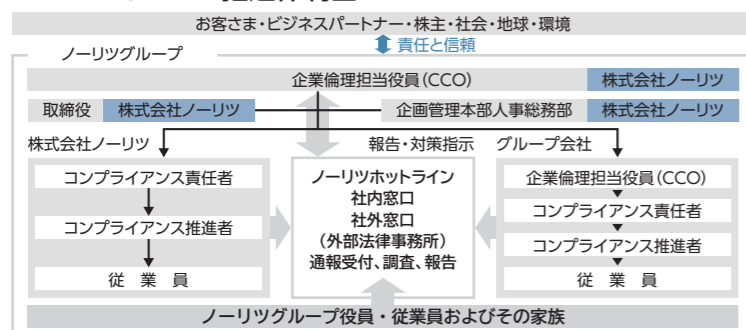 お客さま・ビジネスパートナー・株主・社会・地球・環境
責任と信頼
ノーリツグループ
企業倫理担当役員(CCO) 株式会社ノーリツ
取締役 株式会社ノーリツ 企画管理本部人事総務部 株式会社ノーリツ
株式会社ノーリツ 報告・対策指示 グループ会社
コンプライアンス責任者
コンプライアンス推進者
従業員
ノーリツホットライン
社内窓口
社外窓口
(外部法律事務所)
通報受付、調査、報告
企業倫理担当役員(CCO)
コンプライアンス責任者
コンプライアンス推進者
従業員
ノーリツグループ役員・従業員およびその家族